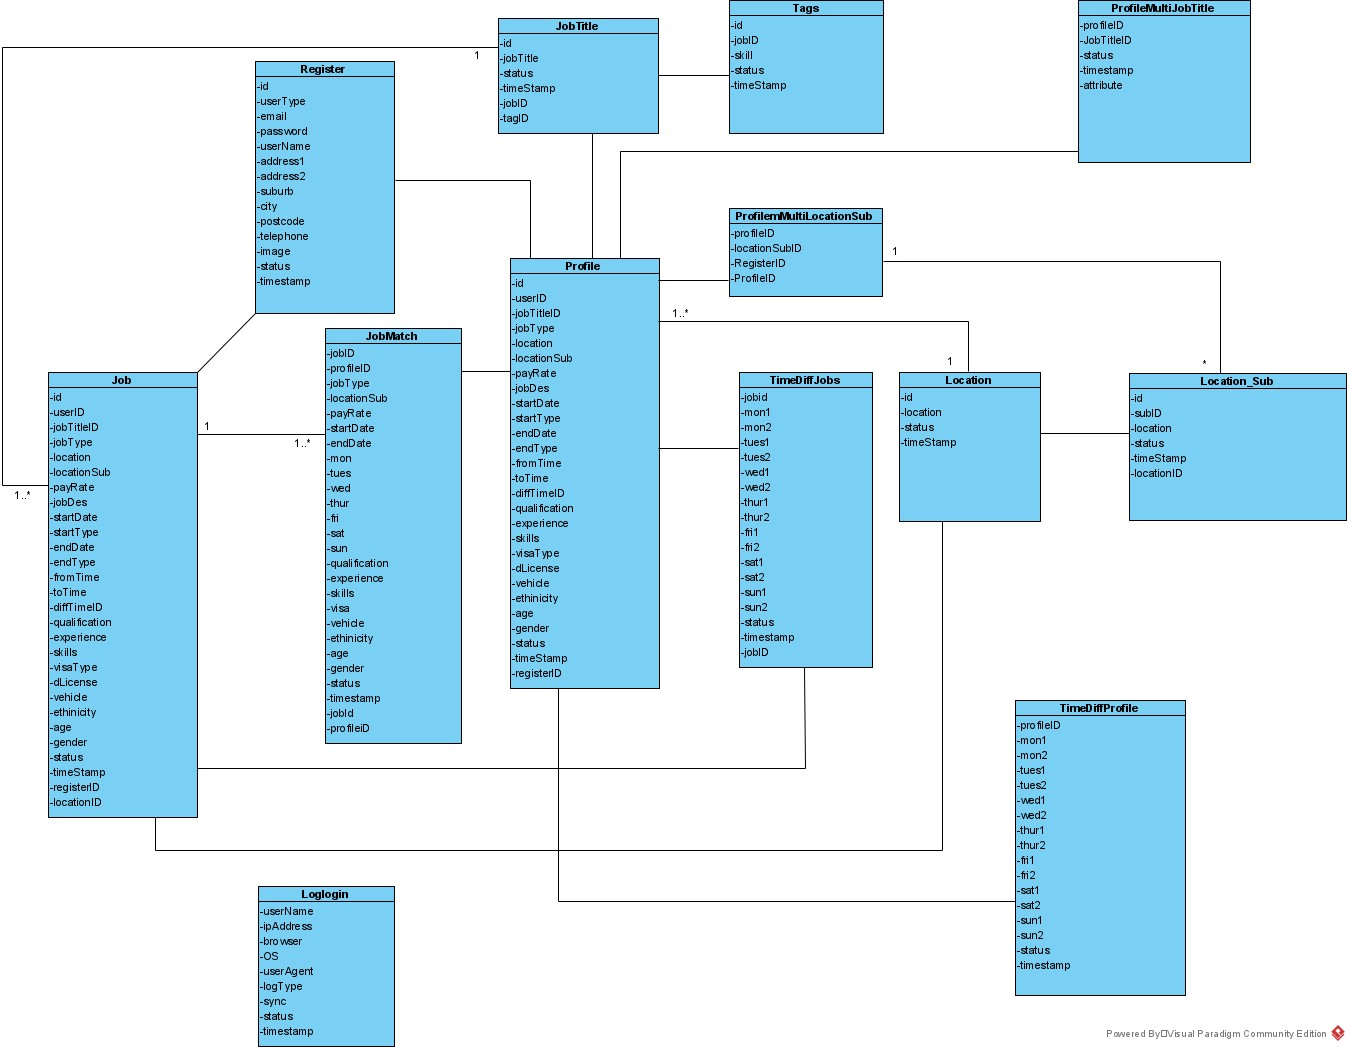 JobTitle
-id
-jobTitle
-status
-timeStamp
-jobID
-tagID
Tags
-id
-jobID
-skill
-status
-timeStamp
ProfileMultiJobTitle
-profileID
-JobTitleID
-status
-timestamp
-attribute
1
Register
-id
-userType
-email
-password
-userName
-address1
-address2
-suburb
-city
-postcode
-telephone
-image
-status
-timestamp
ProfilemMultiLocationSub
-profileID
-locationSubID
-RegisterID
-ProfileID
1
Profile
-id
-userID
-jobTitleID
-jobType
-location
-locationSub
-payRate
-jobDes
-startDate
-startType
-endDate
-endType
-fromTime
-toTime
-diffTimeID
-qualification
-experience
-skills
-visaType
-dLicense
-vehicle
-ethinicity
-age
-gender
-status
-timeStamp
-registerID
1..*
1
*
JobMatch
-jobID
-profileID
-jobType
-locationSub
-payRate
-startDate
-endDate
-mon
-tues
-wed
-thur
-fri
-sat
-sun
-qualification
-experience
-skills
-visa
-vehicle
-ethinicity
-age
-gender
-status
-timestamp
-jobId
-profileiD
Job
-id
-userID
-jobTitleID
-jobType
-location
-locationSub
-payRate
-jobDes
-startDate
-startType
-endDate
-endType
-fromTime
-toTime
-diffTimeID
-qualification
-experience
-skills
-visaType
-dLicense
-vehicle
-ethinicity
-age
-gender
-status
-timeStamp
-registerID
-locationID
1
1..*
1..*
TimeDiffJobs
-jobid
-mon1
-mon2
-tues1
-tues2
-wed1
-wed2
-thur1
-thur2
-fri1
-fri2
-sat1
-sat2
-sun1
-sun2
-status
-timestamp
-jobID
Location
-id
-location
-status
-timeStamp
Location_Sub
-id
-subID
-location
-status
-timeStamp
-locationID
TimeDiffProfile
-profileID
-mon1
-mon2
-tues1
-tues2
-wed1
-wed2
-thur1
-thur2
-fri1
-fri2
-sat1
-sat2
-sun1
-sun2
-status
-timestamp
Loglogin
-userName
-ipAddress
-browser
-OS
-userAgent
-logType
-sync
-status
-timestamp
Powered By□Visual Paradigm Community Edition